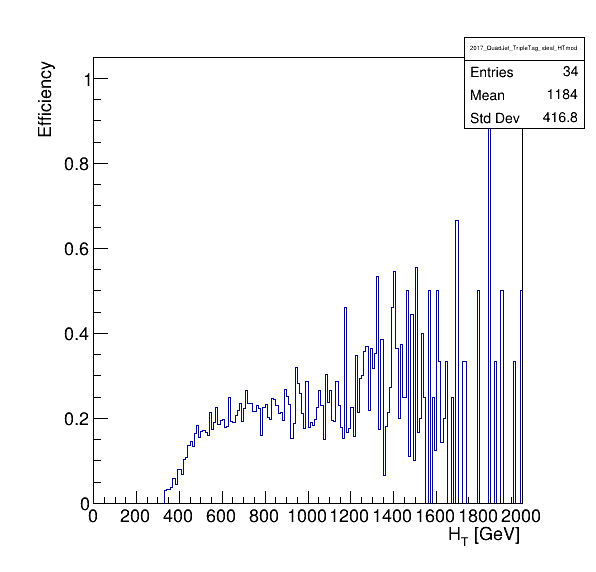 2017_QuadJet_TripleTag_ideal_HTmod
Entries 34
Mean 1184
Std Dev 416.8
Efficiency
1
0.8
0.6
0.4
0.2
0
0 200 400 600 800 1000 1200 1400 1600 1800 2000
H_T [GeV]